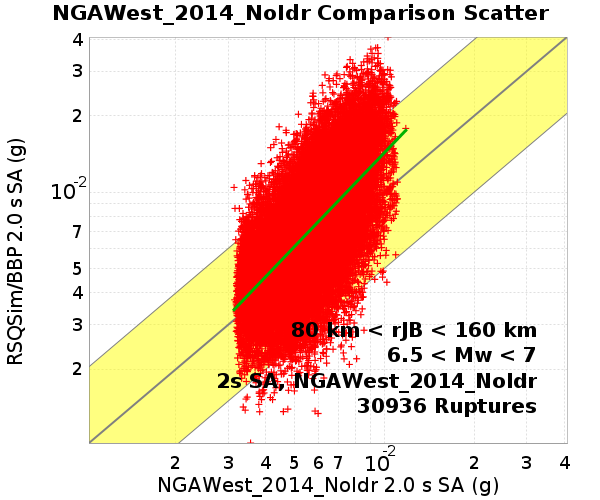 NGAWest_2014_NoIdr Comparison Scatter
4
3
2
10-2
7
5
4
3
2
RSQSim/BBP 2.0 s SA (g)
80 km < rJB < 160 km
6.5 < Mw < 7
2s SA, NGAWest_2014_NoIdr
30936 Ruptures
2 3 4 5 6 7 10-2 2 3 4
NGAWest_2014_NoIdr 2.0 s SA (g)